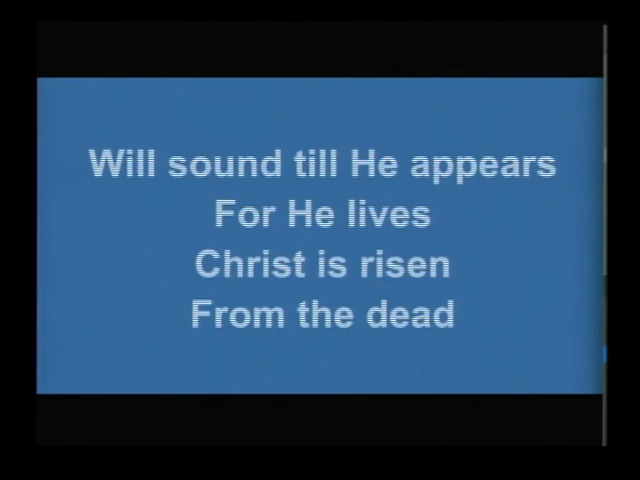 Will sound till He appears
For He lives
Christ is risen
From the dead